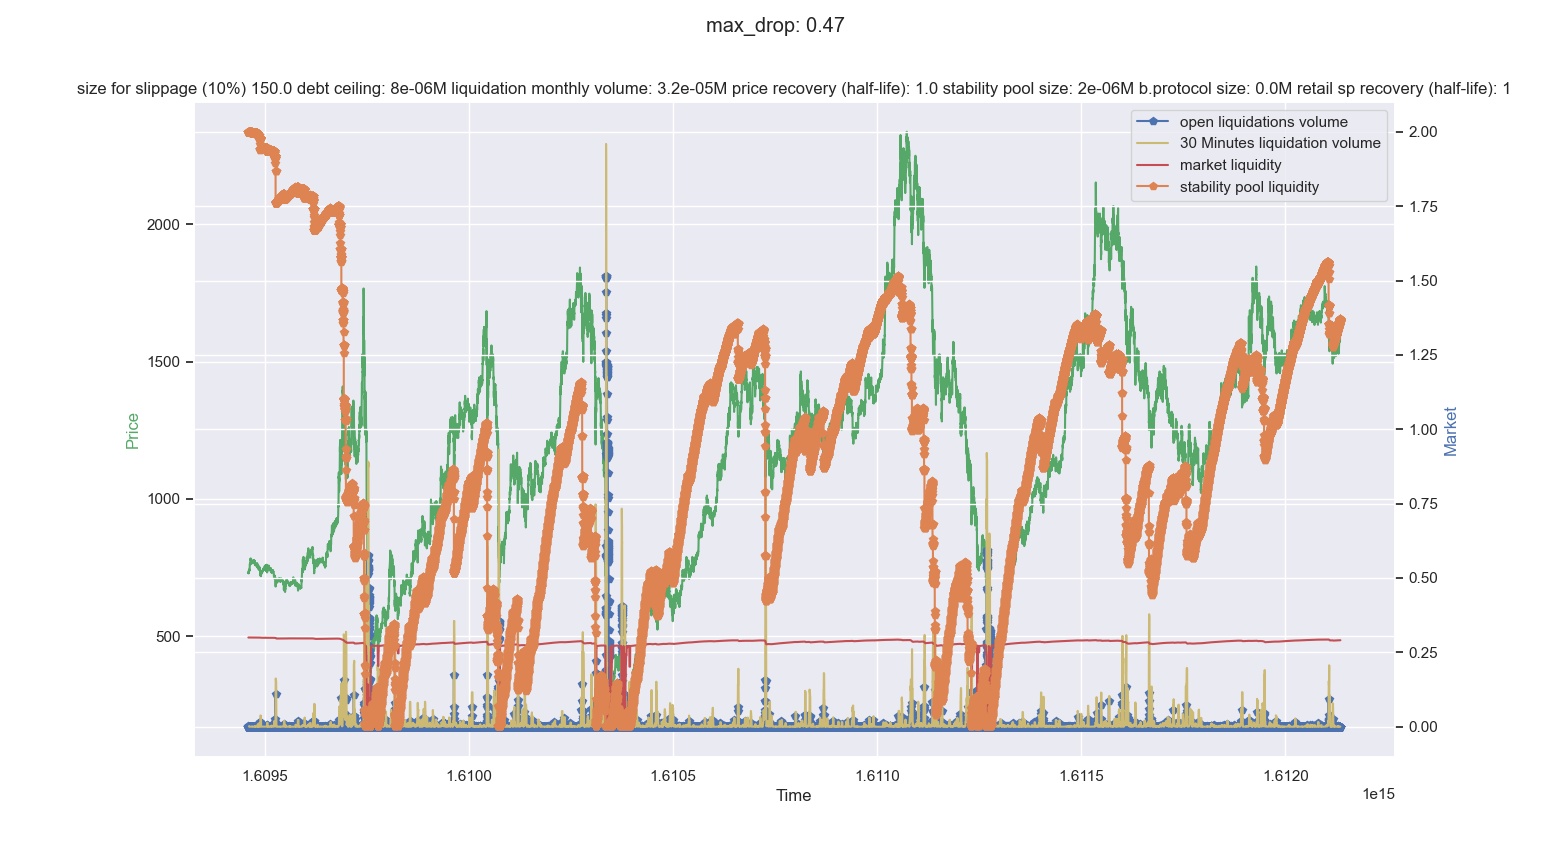 max_drop: 0.47
size for slippage (10%) 150.0 debt ceiling: 8e-06M liquidation monthly volume: 3.2e-05M price recovery (half-life): 1.0 stability pool size: 2e-06M b.protocol size: 0.0M retail sp recovery (half-life): 1
open liquidations volume
30 Minutes liquidation volume
market liquidity
stability pool liquidity
Price
2000
1500
1000
500
Market
2.00
1.75
1.50
1.25
1.00
0.75
0.50
0.25
0.00
1.6095 1.6100 1.6105 1.6110 1.6115 1.6120
Time
1e15